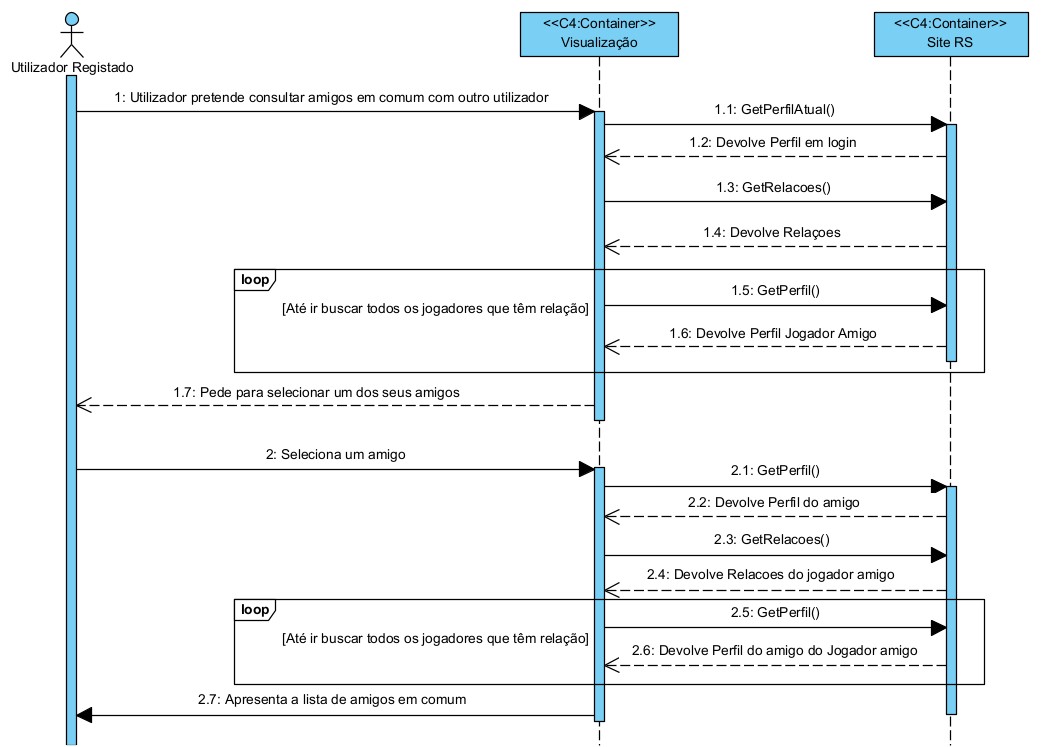 <<C4:Container>>
Visualização
<<C4:Container>>
Site RS
Utilizador Registado
1: Utilizador pretende consultar amigos em comum com outro utilizador
1.1: GetPerfilAtual()
1.2: Devolve Perfil em login
1.3: GetRelacoes()
1.4: Devolve Relaçoes
loop
1.5: GetPerfil()
[Até ir buscar todos os jogadores que têm relação]
1.6: Devolve Perfil Jogador Amigo
1.7: Pede para selecionar um dos seus amigos
2: Seleciona um amigo
2.1: GetPerfil()
2.2: Devolve Perfil do amigo
2.3: GetRelacoes()
2.4: Devolve Relacoes do jogador amigo
loop
2.5: GetPerfil()
[Até ir buscar todos os jogadores que têm relação]
2.6: Devolve Perfil do amigo do Jogador amigo
2.7: Apresenta a lista de amigos em comum